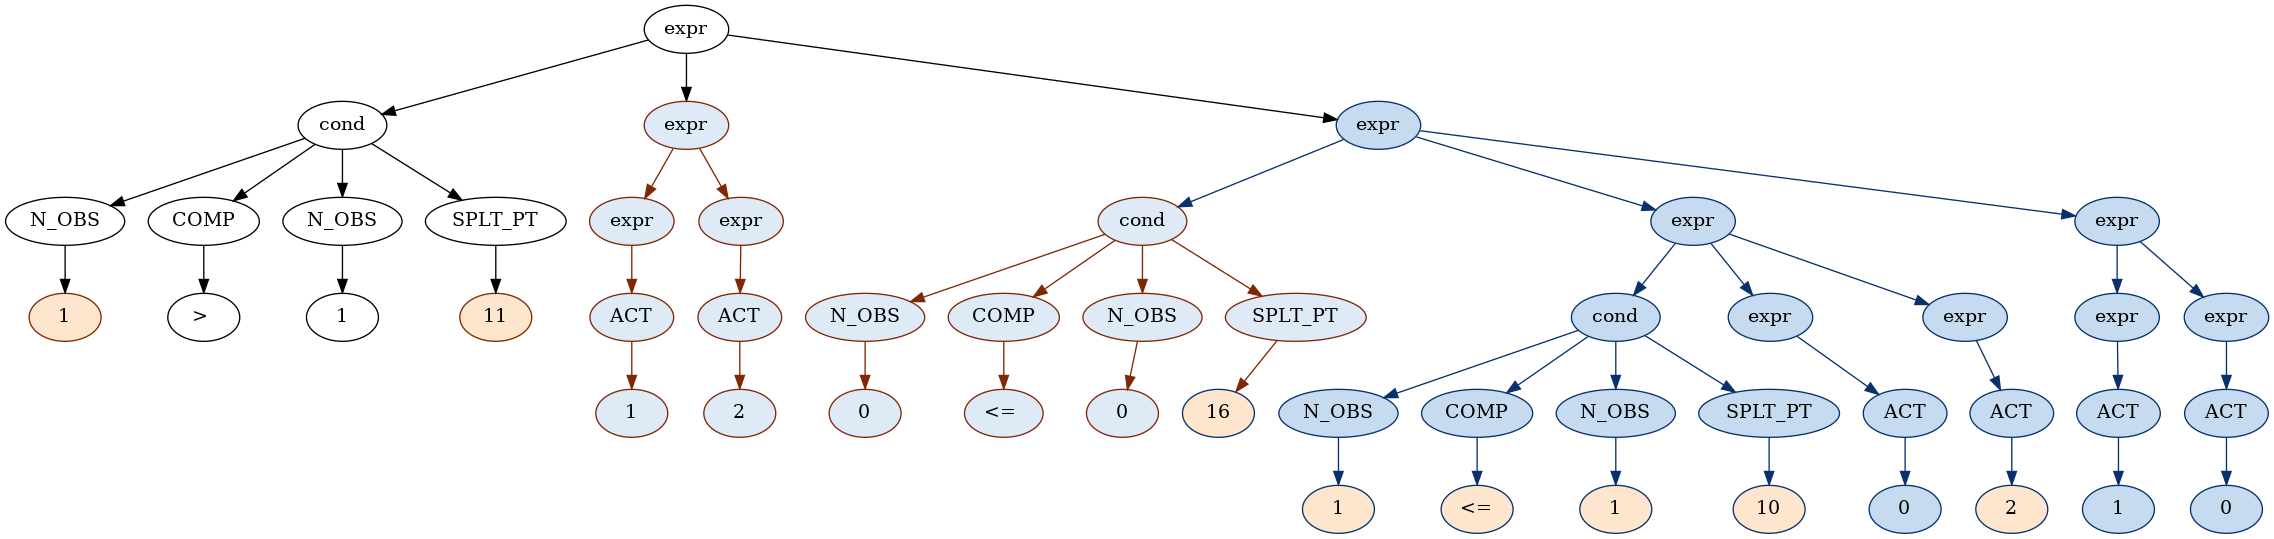 expr
cond expr expr
N_OBS COMP N_OBS SPLT_PT expr expr cond expr expr
1 > 1 11 ACT ACT N_OBS COMP N_OBS SPLT_PT cond expr expr expr expr
1 2 0 <= 0 16 N_OBS COMP N_OBS SPLT_PT ACT ACT ACT ACT
1 <= 1 10 0 2 1 0